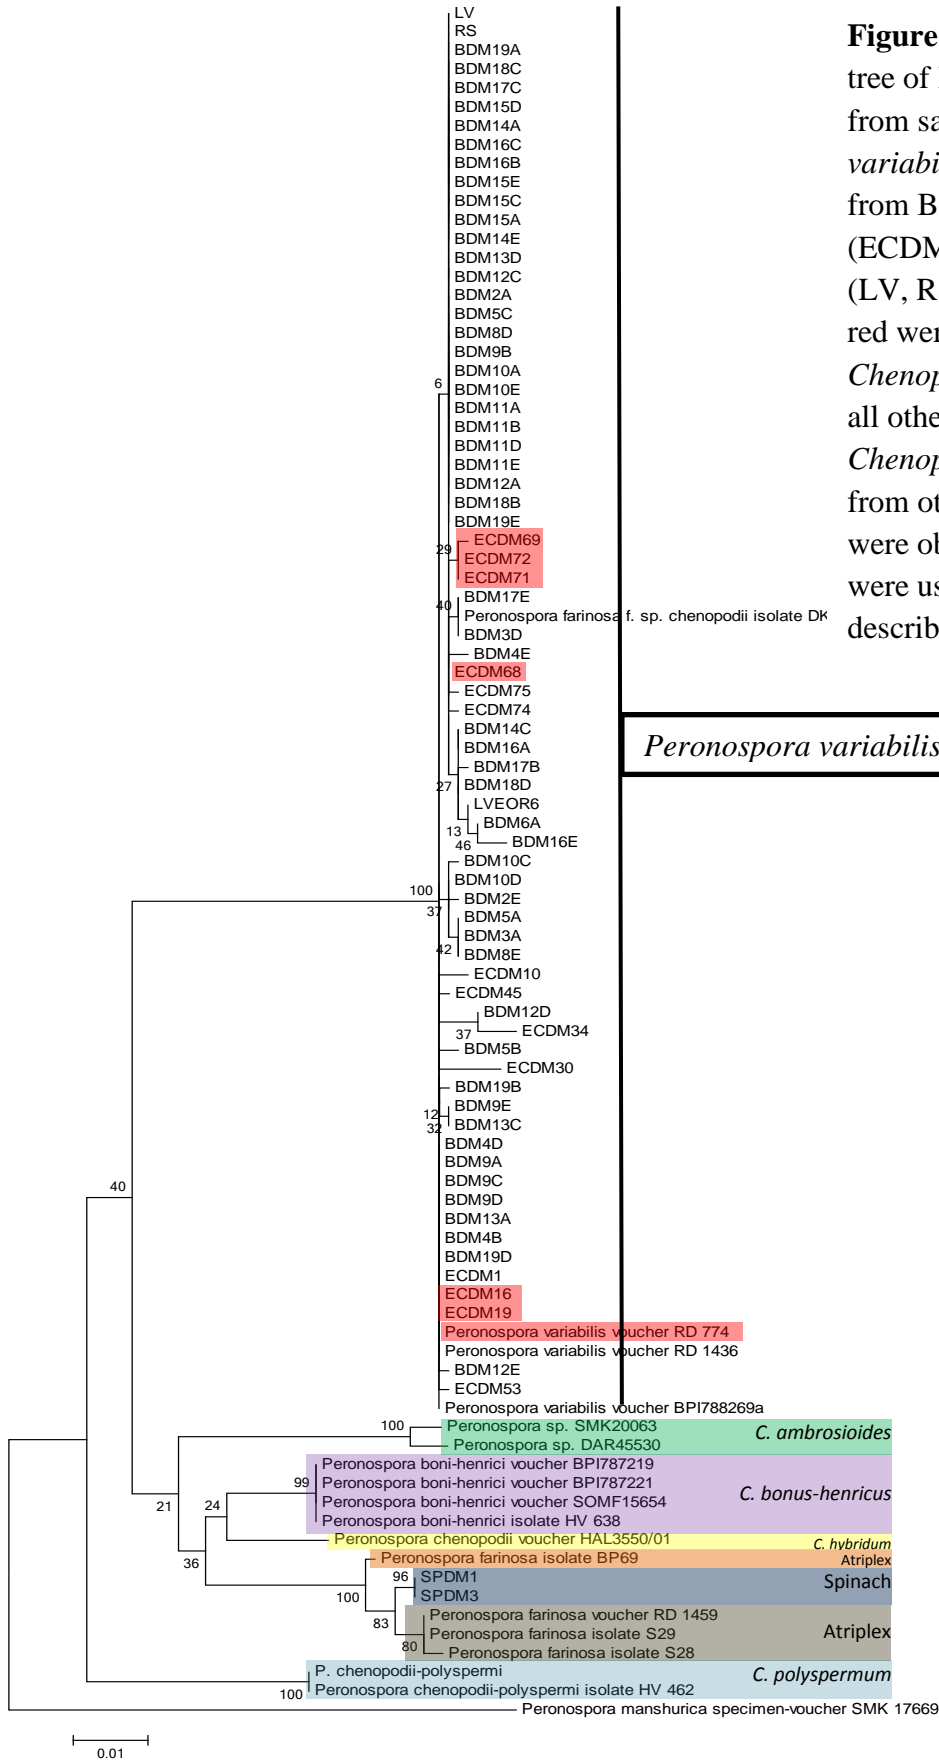 LV
RS
BDM19A
BDM18C
BDM17C
BDM15D
BDM14A
BDM16C
BDM16B
BDM15E
BDM15C
BDM15A
BDM14E
BDM13D
BDM12C
BDM2A
BDM5C
BDM8D
BDM9B
BDM10A
6
BDM10E
BDM11A
BDM11B
BDM11D
BDM11E
BDM12A
BDM18B
BDM19E
ECDM69
29
ECDM72
ECDM71
BDM17E
40
Peronospora farinosa f. sp. chenopodii isolate DK
BDM3D
BDM4E
ECDM68
ECDM75
ECDM74
BDM14C
BDM16A
BDM17B
27
BDM18D
LVEOR6
BDM6A
13
46
BDM16E
BDM10C
BDM10D
100
BDM2E
37
BDM5A
BDM3A
42
BDM8E
ECDM10
ECDM45
BDM12D
37
ECDM34
BDM5B
ECDM30
BDM19B
BDM9E
12
BDM13C
32
BDM4D
BDM9A
BDM9C
40
BDM9D
BDM13A
BDM4B
BDM19D
ECDM1
ECDM16
ECDM19
Peronospora variabilis voucher RD 774
Peronospora variabilis voucher RD 1436
BDM12E
ECDM53
Peronospora variabilis voucher BPI788269a
100
Peronospora sp. SMK20063
Peronospora sp. DAR45530
C. ambrosioides
Peronospora boni-henrici voucher BPI787219
99
Peronospora boni-henrici voucher BPI787221
Peronospora boni-henrici voucher SOMF15654
Peronospora boni-henrici isolate HV 638
C. bonus-henricus
21
24
Peronospora chenopodii voucher HAL3550/01
C. hybridum
36
Peronospora farinosa isolate BP69
Atriplex
96
SPDM1
SPDM3
Spinach
100
83
Peronospora farinosa voucher RD 1459
Peronospora farinosa isolate S29
80
Peronospora farinosa isolate S28
Atriplex
P. chenopodii-polyspermi
100
Peronospora chenopodii-polyspermi isolate HV 462
C. polyspermum
Peronospora manshurica specimen-voucher SMK 17669
0.01
Peronospora variabilis
Figure
tree of
from sa
variabi
from B
(ECDM
(LV, R
red wer
Chenop
all othe
Chenop
from ot
were ob
were us
describ